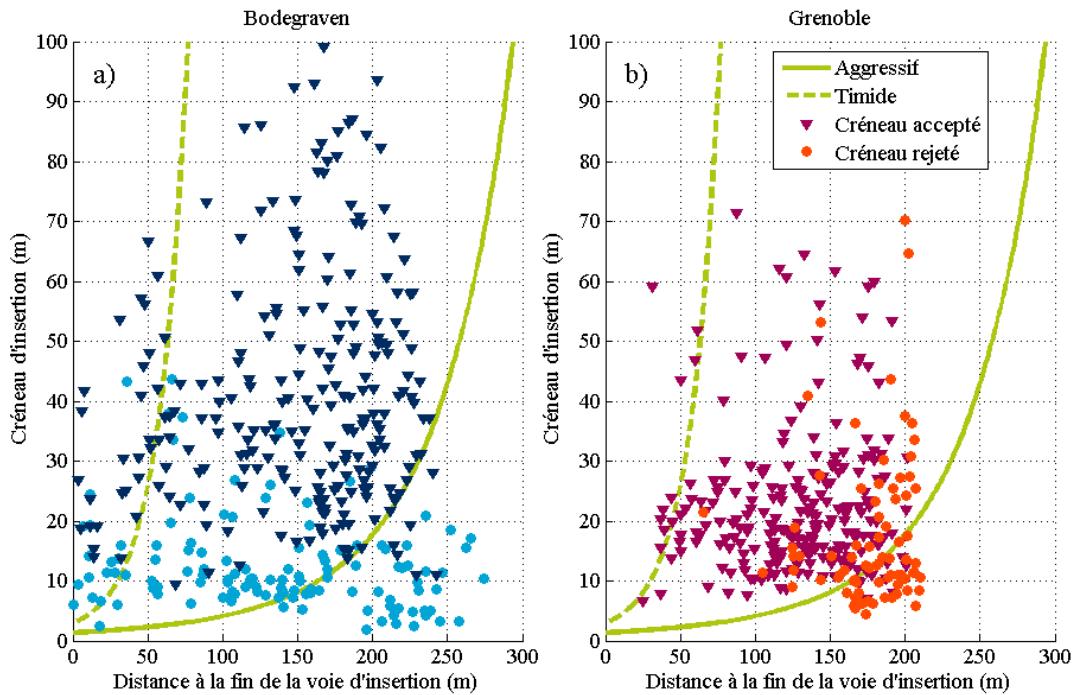 Bodegraven
a)
100
90
80
70
60
50
40
30
20
10
0
Créneau d'insertion (m)
0 50 100 150 200 250 300
Distance à la fin de la voie d'insertion (m)
Grenoble
b)
Aggressif
Timide
Créneau accepté
Créneau rejeté
100
90
80
70
60
50
40
30
20
10
0
Créneau d'insertion (m)
0 50 100 150 200 250 300
Distance à la fin de la voie d'insertion (m)